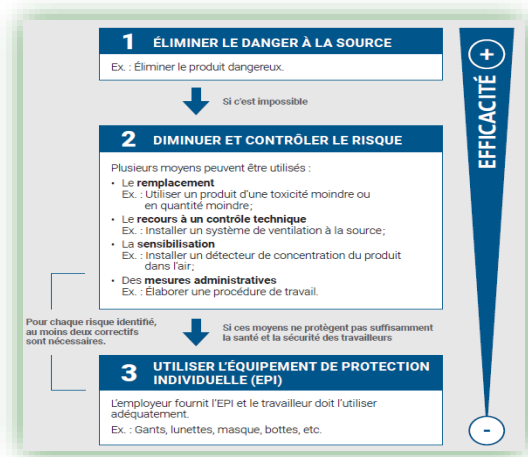 1 ÉLIMINER LE DANGER À LA SOURCE
Ex. : Éliminer le produit dangereux.
Si c'est impossible
2 DIMINUER ET CONTRÔLER LE RISQUE
Plusieurs moyens peuvent être utilisés :
• Le remplacement
Ex. : Utiliser un produit d'une toxicité moindre ou
en quantité moindre;
• Le recours à un contrôle technique
Ex. : Installer un système de ventilation à la source;
• La sensibilisation
Ex. : Installer un détecteur de concentration du produit
dans l'air;
• Des mesures administratives
Ex. : Élaborer une procédure de travail.
Pour chaque risque identifié,
au moins deux correctifs
sont nécessaires.
Si ces moyens ne protègent pas suffisamment
la santé et la sécurité des travailleurs
3 UTILISER L'ÉQUIPEMENT DE PROTECTION
INDIVIDUELLE (EPI)
L'employeur fournit l'EPI et le travailleur doit l'utiliser
adéquatement.
Ex. : Gants, lunettes, masque, bottes, etc.
+
EFFICACITÉ
-